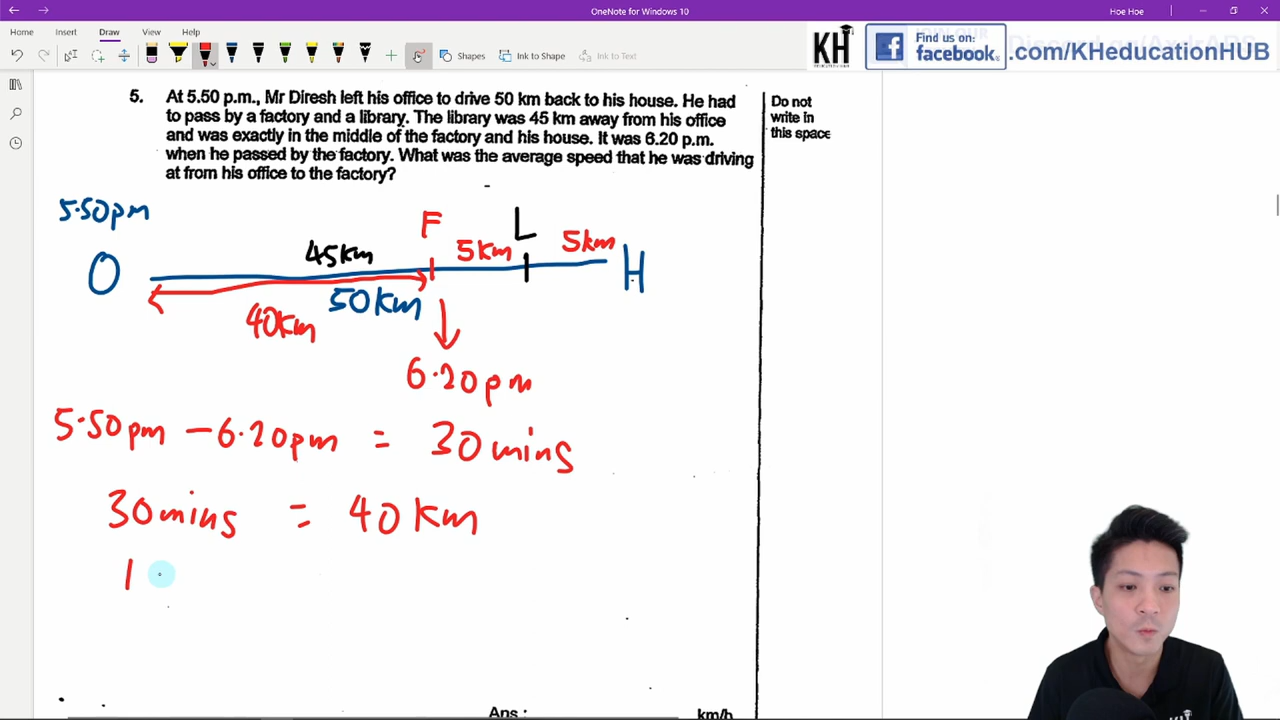 OneNote for Windows 10
Hoe Hoe
Home Insert Draw View Help
Shapes
Ink to Shape
Ink to Text
KH
Find us on:
facebook.
.com/KHeducationHUB
5. At 5.50 p.m., Mr Diresh left his office to drive 50 km back to his house. He had
to pass by a factory and a library. The library was 45 km away from his office
and was exactly in the middle of the factory and his house. It was 6.20 p.m.
when he passed by the factory. What was the average speed that he was driving
at from his office to the factory?
Do not
write in
this space
5.50pm
F
L
45km
5km
5km
O
H
50km
40km
6.20pm
5.50pm - 6.20pm = 30 mins
30mins = 40 km
1
Ans :
km/h